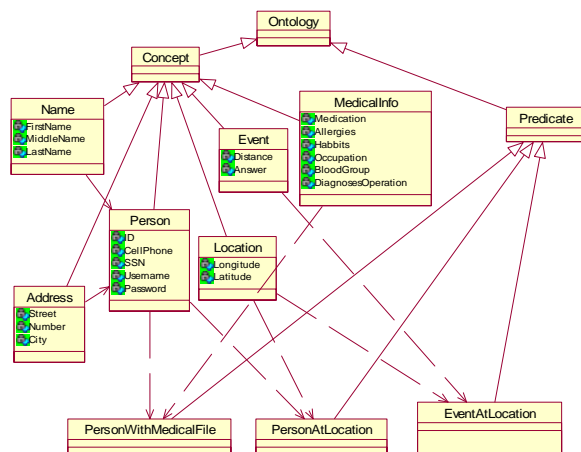 Ontology
Concept
Name
FirstName
MiddleName
LastName
MedicalInfo
Medication
Allergies
Habbits
Occupation
BloodGroup
DiagnosesOperation
Predicate
Event
Distance
Answer
Person
ID
CellPhone
SSN
Username
Password
Location
Longitude
Latitude
Address
Street
Number
City
PersonWithMedicalFile
PersonAtLocation
EventAtLocation